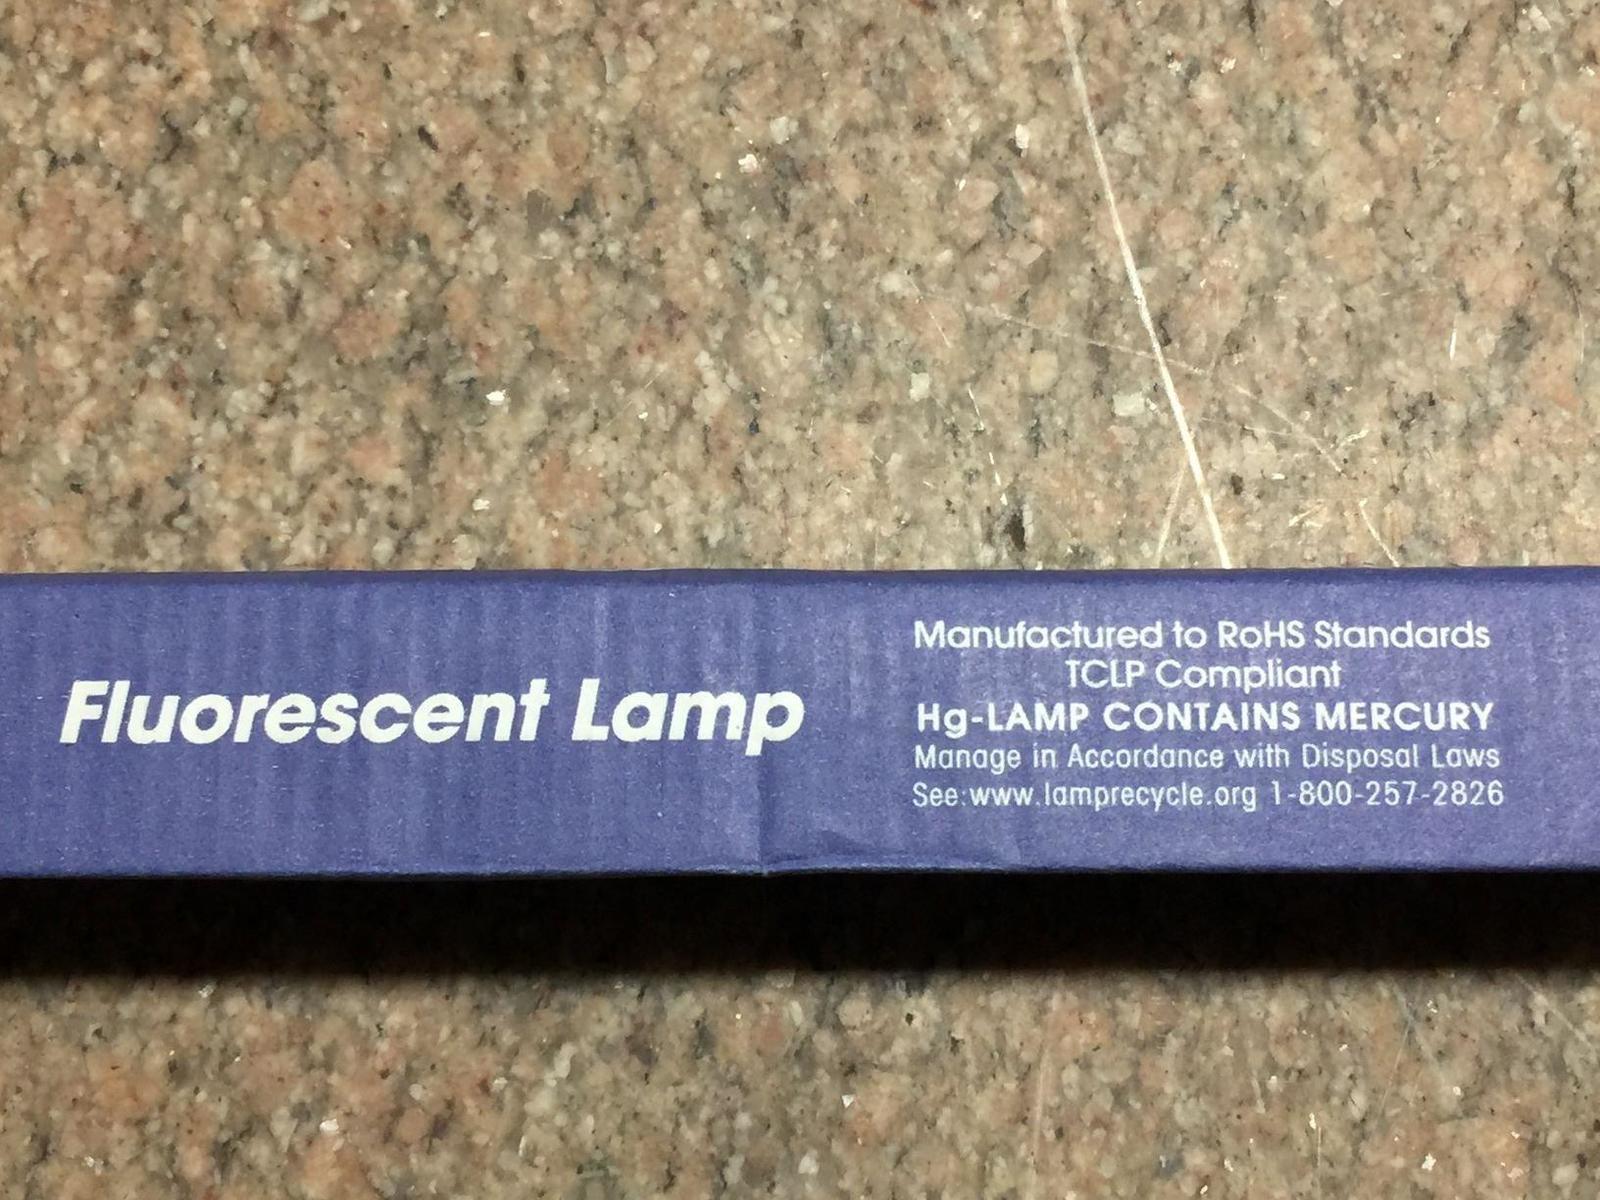 Fluorescent Lamp
Manufactured to RoHS Standards
TCLP Compliant
Hg-LAMP CONTAINS MERCURY
Manage in Accordance with Disposal Laws
See:www.lamprecycle.org 1-800-257-2826